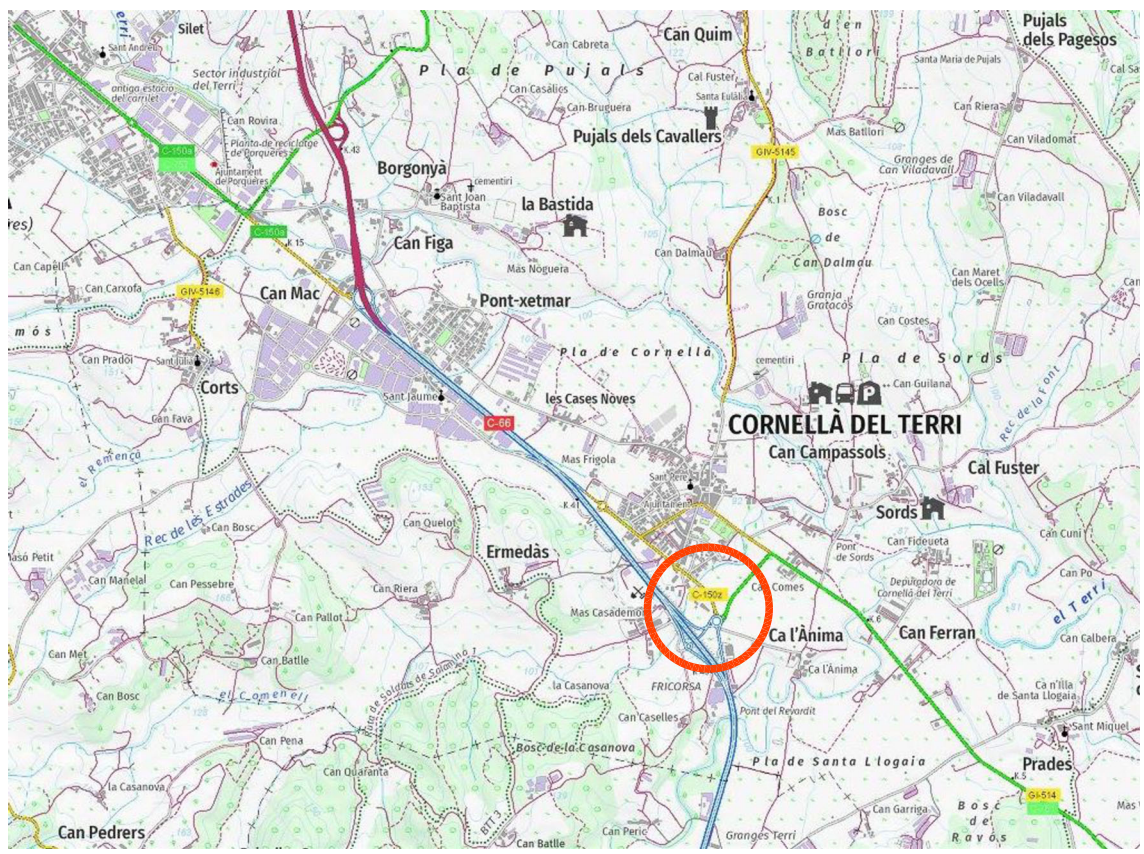 Silet
Sant Andreu
Terri
Sector industrial
del Terri
antiga estació
del carrilet
Can Rovira
Planta de reciclatge
de Porqueres
C-150a
Ajuntament
de Porqueres
C-150a
K. 15
K. 43
Can Cabreta
Can Quim
Batllori
Pujals
dels Pagesos
Santa Maria de Pujals
Pla de Pujals
Can Casálics
Can Bruguera
Cal Fuster
Santa Eulàlia
Pujals dels Cavallers
Mas Batllori
Can Riera
Can Viladomat
GIV-5145
Granges de
Can Viladavall
Can Viladavall
K. 1
Borgonyà
cementiri
Sant Joan
Baptista
la Bastida
Can Figa
Mas Noguera
Can Dalmau
Bosc
de
Can Dalmau
Can Maret
dels Ocells
Granja
Gratacós
Can Costes
Can Capell
Can Carxofa
GIV-5146
Can Mac
Pont-xetmar
Can Pradoi
Sant Julià
Corts
Can Fava
Pla de Cornellà
Pla de Sords
cementiri
Can Guilana
Sant Jaume
les Cases Nòves
C-66
CORNELLÀ DEL TERRI
Can Campassols
Rec de la Font
Cal Fuster
el Remençà
Rec de les Estrades
Mas Frigola
Sant Pere
Ajuntament
K. 41
Sords
Pont
de Sords
Can Fideueta
Can Cuní
Can Po
Can Bosc
Can Quelot
Masó Petit
Can Manelal
Can Pessebre
Ermedàs
Can Riera
Can Pallot
Mas Casademont
C-150z
Can Comes
Depuradora de
Cornellà del Terri
el Terri
K. 6
Can Ferran
Can Galbera
Ca l'Ànima
Ca l'Ànima
Can Met
Can Batlle
Can Bosc
el Comenell
la Casanova
FRICORSA
Pont del Revardit
Can Caselles
Ca n'Illa
de Santa Llogaia
Sant Miquel
Can Pena
Can Quaranta
Bosc de la Casanova
Pla de Santa Llogaia
Prades
K. 5
GI-514
la Casanova
Can Pedrers
Can Peric
Can Batlle
Granges Terri
Can Garriga
Bosc
de
Ravós
Mas